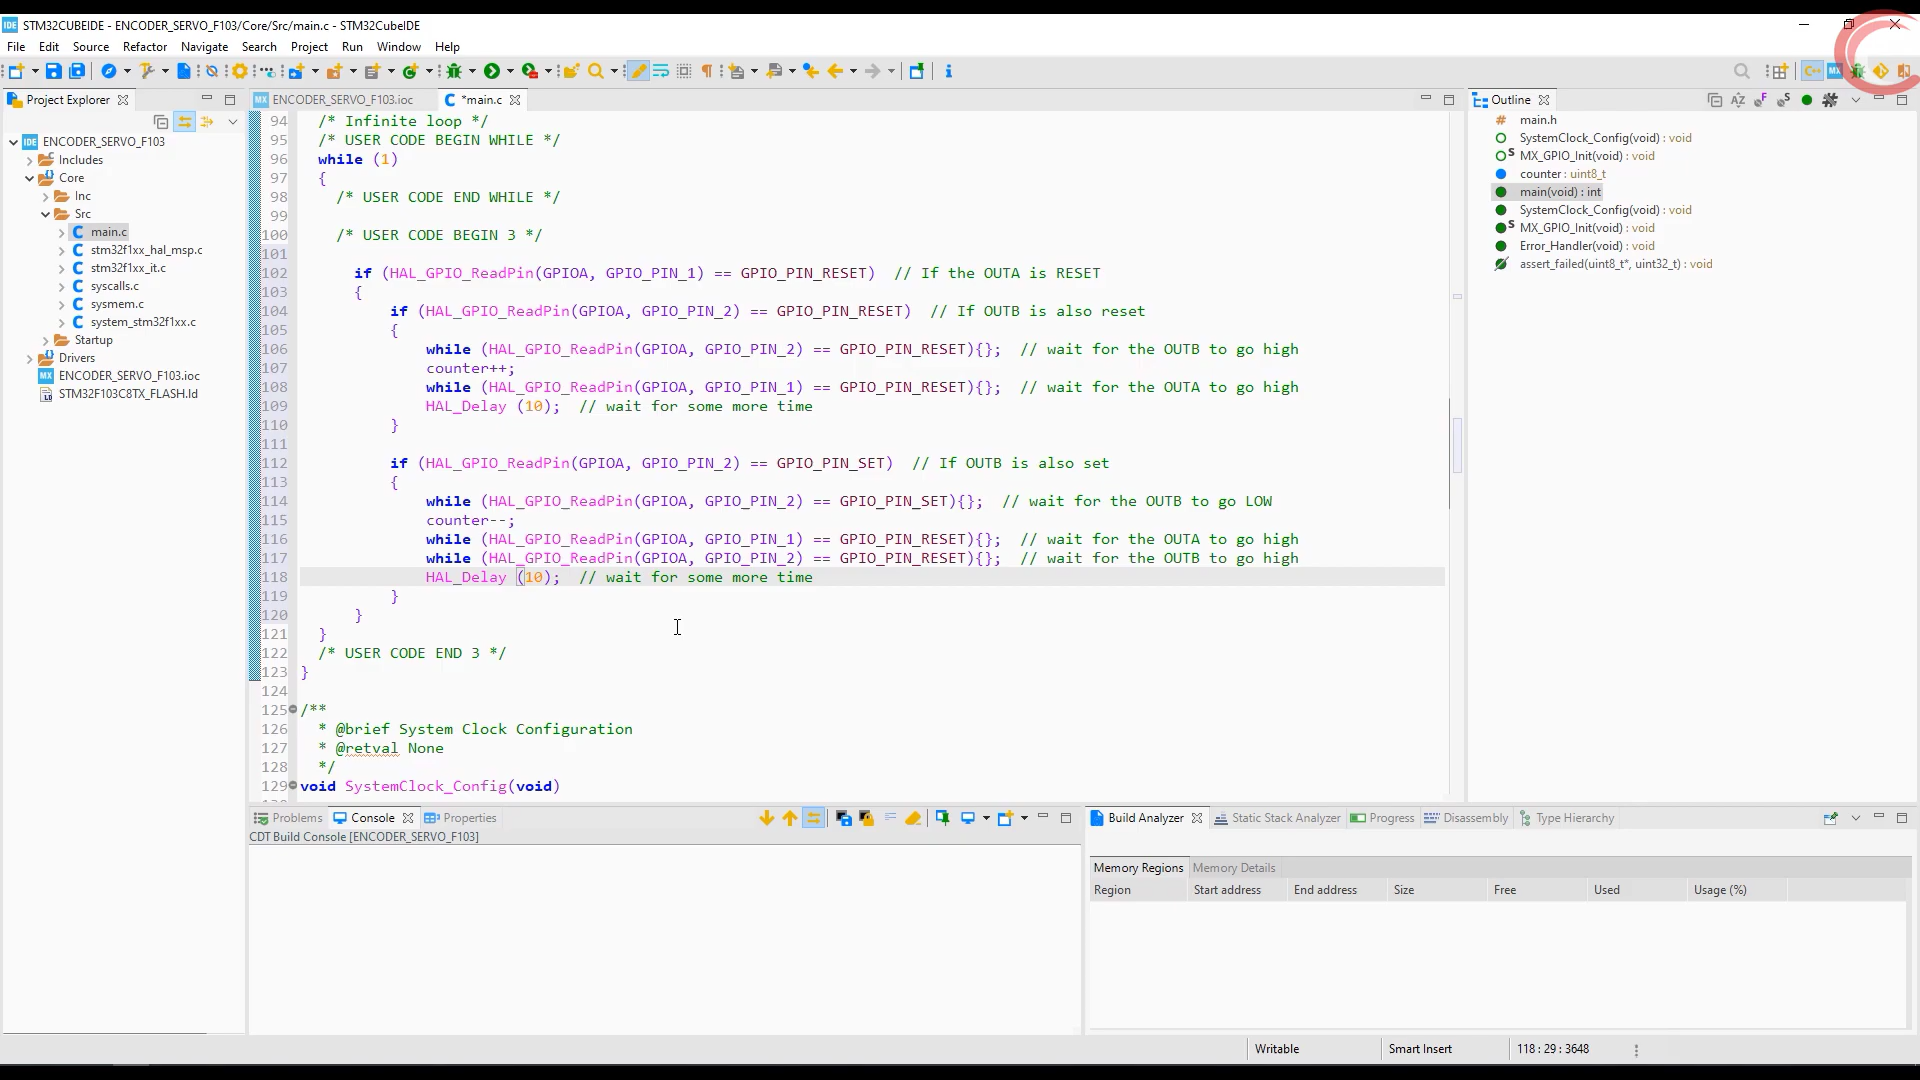 STM32CUBEIDE - ENCODER_SERVO_F103/Core/Src/main.c - STM32CubeIDE
File Edit Source Refactor Navigate Search Project Run Window Help
Project Explorer
ENCODER_SERVO_F103
Includes
Core
Inc
Src
main.c
stm32f1xx_hal_msp.c
stm32f1xx_it.c
syscalls.c
sysmem.c
system_stm32f1xx.c
Startup
Drivers
ENCODER_SERVO_F103.ioc
STM32F103C8TX_FLASH.ld
ENCODER_SERVO_F103.ioc *main.c
94 /* Infinite loop */
95 /* USER CODE BEGIN WHILE */
96 while (1)
97 {
98 /* USER CODE END WHILE */
99
100 /* USER CODE BEGIN 3 */
101
102 if (HAL_GPIO_ReadPin(GPIOA, GPIO_PIN_1) == GPIO_PIN_RESET) // If the OUTA is RESET
103 {
104 if (HAL_GPIO_ReadPin(GPIOA, GPIO_PIN_2) == GPIO_PIN_RESET) // If OUTB is also reset
105 {
106 while (HAL_GPIO_ReadPin(GPIOA, GPIO_PIN_2) == GPIO_PIN_RESET){}; // wait for the OUTB to go high
107 counter++;
108 while (HAL_GPIO_ReadPin(GPIOA, GPIO_PIN_1) == GPIO_PIN_RESET){}; // wait for the OUTA to go high
109 HAL_Delay (10); // wait for some more time
110 }
111
112 if (HAL_GPIO_ReadPin(GPIOA, GPIO_PIN_2) == GPIO_PIN_SET) // If OUTB is also set
113 {
114 while (HAL_GPIO_ReadPin(GPIOA, GPIO_PIN_2) == GPIO_PIN_SET){}; // wait for the OUTB to go LOW
115 counter--;
116 while (HAL_GPIO_ReadPin(GPIOA, GPIO_PIN_1) == GPIO_PIN_RESET){}; // wait for the OUTA to go high
117 while (HAL_GPIO_ReadPin(GPIOA, GPIO_PIN_2) == GPIO_PIN_RESET){}; // wait for the OUTB to go high
118 HAL_Delay (10); // wait for some more time
119 }
120 }
121 }
122 /* USER CODE END 3 */
123 }
124
125 /**
126 * @brief System Clock Configuration
127 * @retval None
128 */
129 void SystemClock_Config(void)
Outline
main.h
SystemClock_Config(void) : void
MX_GPIO_Init(void) : void
counter : uint8_t
main(void) : int
SystemClock_Config(void) : void
MX_GPIO_Init(void) : void
Error_Handler(void) : void
assert_failed(uint8_t*, uint32_t) : void
Problems Console Properties
CDT Build Console [ENCODER_SERVO_F103]
Build Analyzer Static Stack Analyzer Progress Disassembly Type Hierarchy
Memory Regions Memory Details
Region Start address End address Size Free Used Usage (%)
Writable Smart Insert 118 : 29 : 3648